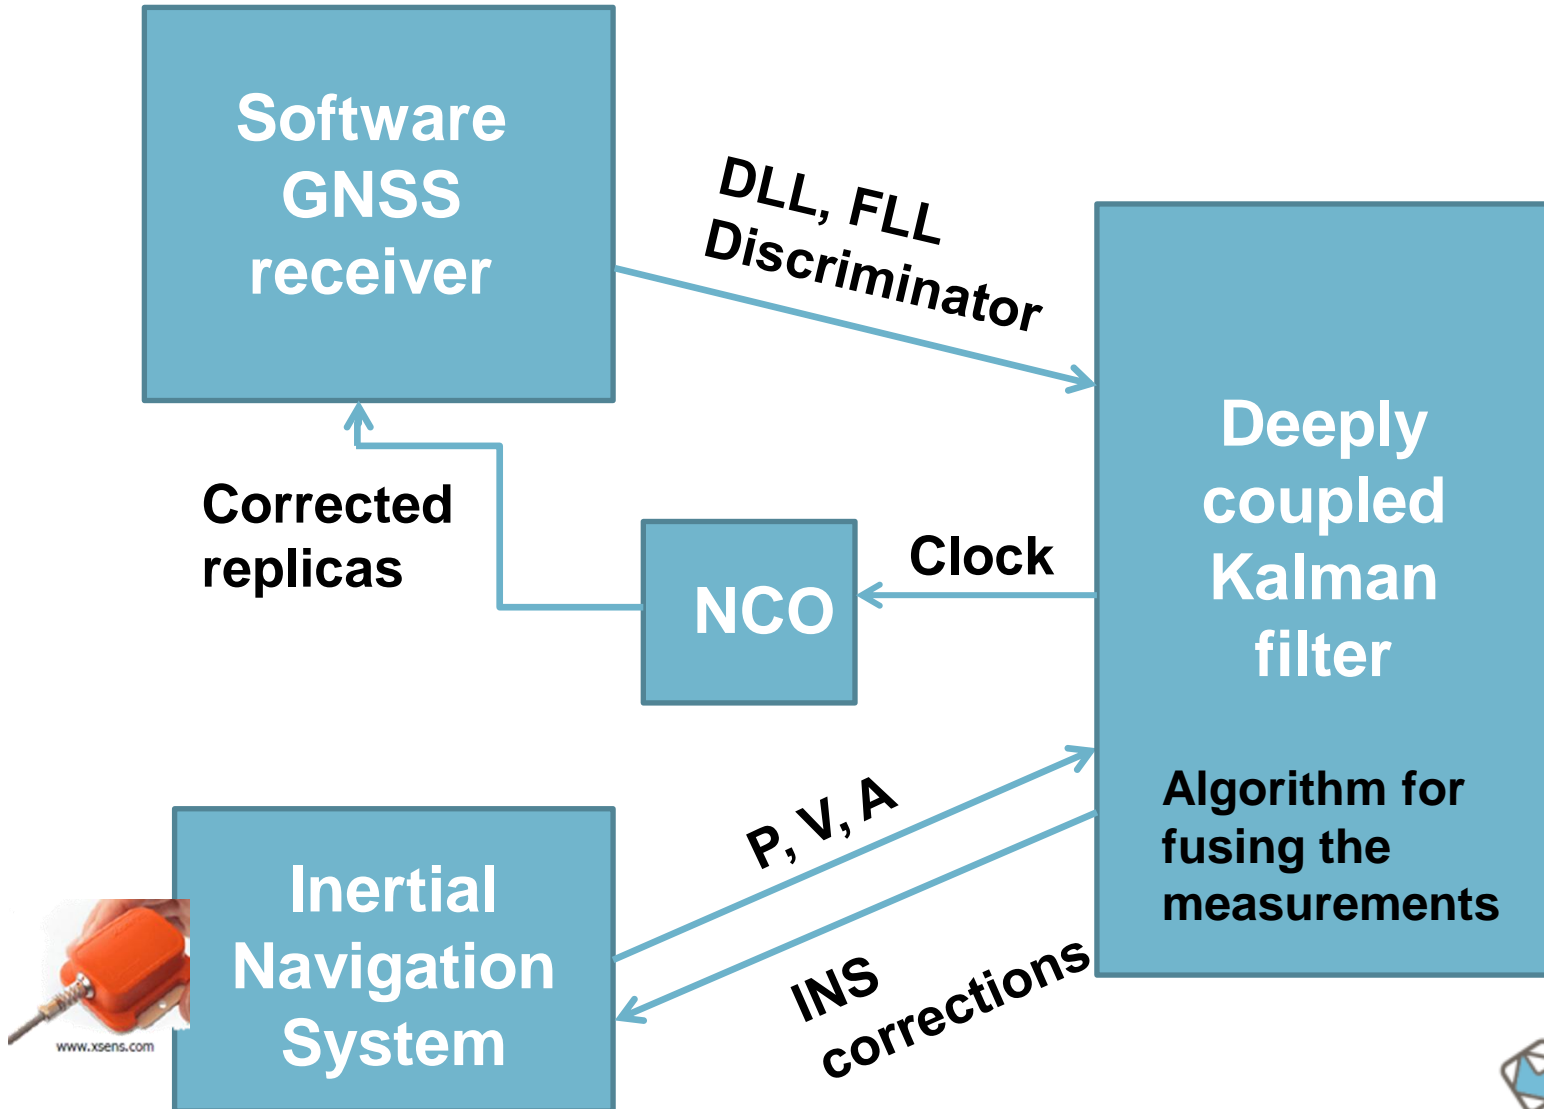 Software
GNSS
receiver
DLL, FLL
Discriminator
Deeply
coupled
Kalman
filter
Algorithm for
fusing the
measurements
Corrected
replicas
NCO
Clock
P, V, A
INS
corrections
Inertial
Navigation
System
www.xsens.com